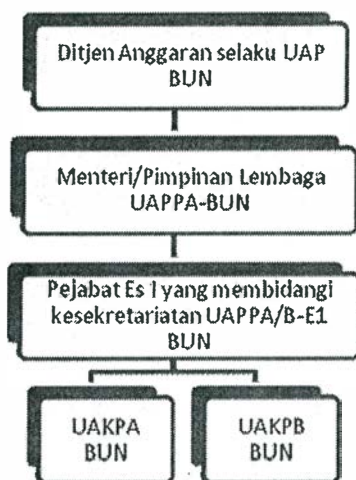 Ditjen Anggaran selaku UAP
BUN
Menteri/Pimpinan Lembaga
UAPPA-BUN
Pejabat Es I yang membidangi
kesekretariatan UAPPA/B-E1
BUN
UAKPA
BUN
UAKPB
BUN